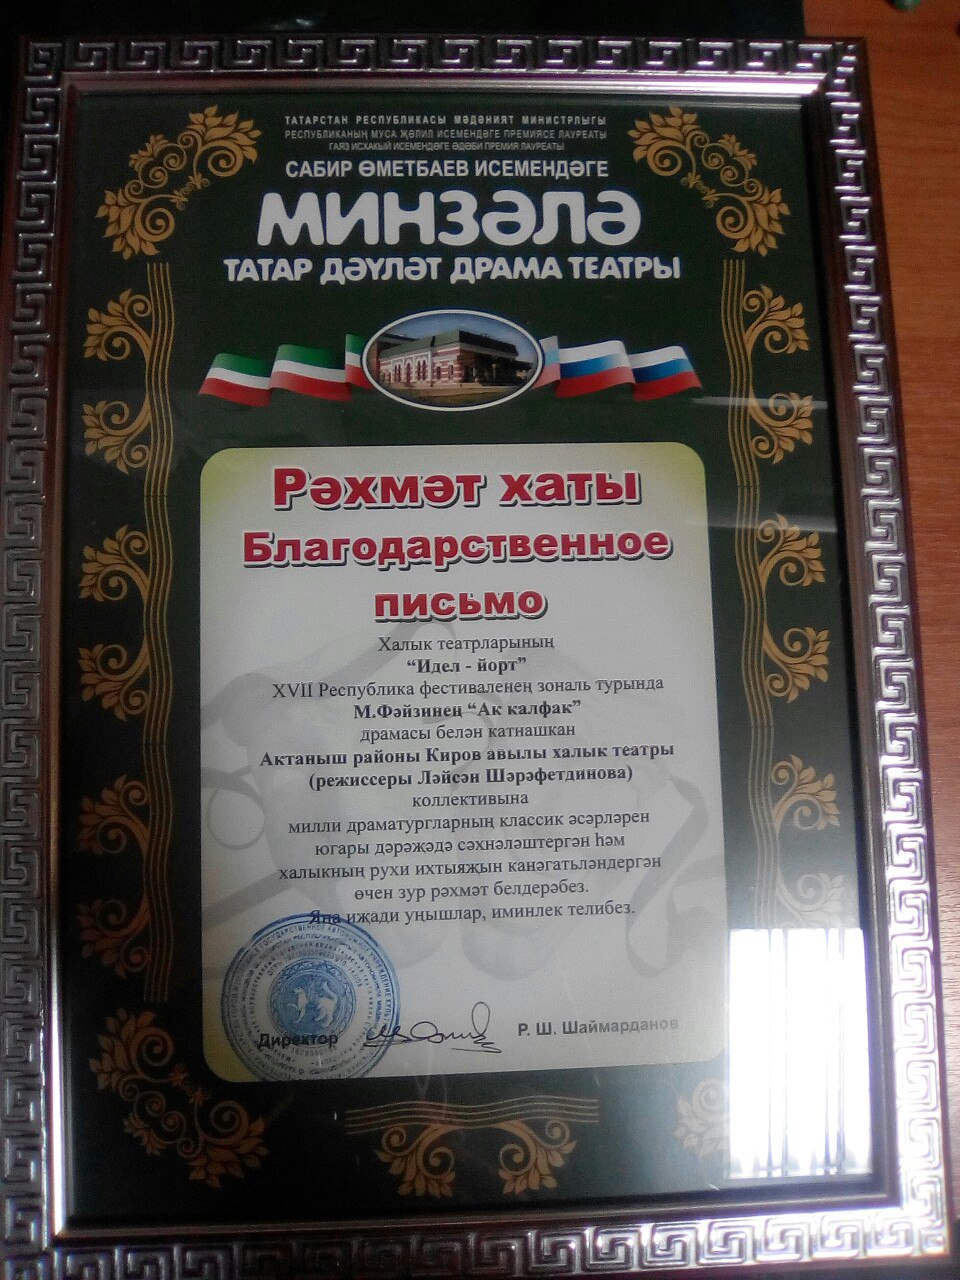 ТАТАРСТАН РЕСПУБЛИКАСЫ МӘДӘНИЯТ МИНИСТРЛЫГЫ
РЕСПУБЛИКАНЫҢ МУСА ҖӘЛИЛ ИСЕМЕНДӘГЕ ПРЕМИЯСЕ ЛАУРЕАТЫ
ГАЯЗ ИСХАКЫЙ ИСЕМЕНДӘГЕ ӘДӘБИ ПРЕМИЯ ЛАУРЕАТЫ
САБИР ӨМЕТБАЕВ ИСЕМЕНДӘГЕ
МИНЗӘЛӘ
ТАТАР ДӘҮЛӘТ ДРАМА ТЕАТРЫ
Рәхмәт хаты
Благодарственное
письмо
Халык театрларының
“Идел - йорт”
XVII Республика фестиваленең зональ турында
М.Фәйзинең “Ак калфак”
драмасы белән катнашкан
Актаныш районы Киров авылы халык театры
(режиссеры Ләйсән Шәрәфетдинова)
коллективына
милли драматургларның классик әсәрләрен
югары дәрәҗәдә сәхнәләштергән һәм
халыкның рухи ихтыяҗын канәгатьләндергән
өчен зур рәхмәт белдерәбез.
Яңа иҗади уңышлар, иминлек телибез.
Директор
Р. Ш. Шаймарданов